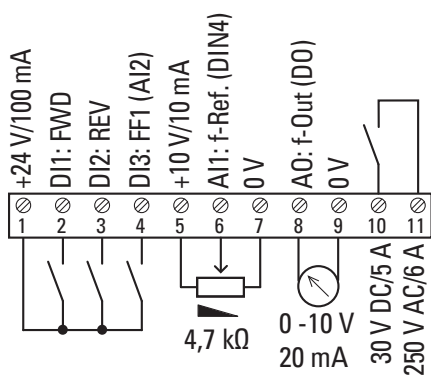 +24 V/100 mA
DI1: FWD
DI2: REV
DI3: FF1 (AI2)
+10 V/10 mA
AI1: f-Ref. (DIN4)
0 V
AO: f-Out (DO)
0 V
1 2 3 4 5 6 7 8 9 10 11
4,7 kΩ
0 -10 V
20 mA
30 V DC/5 A
250 V AC/6 A